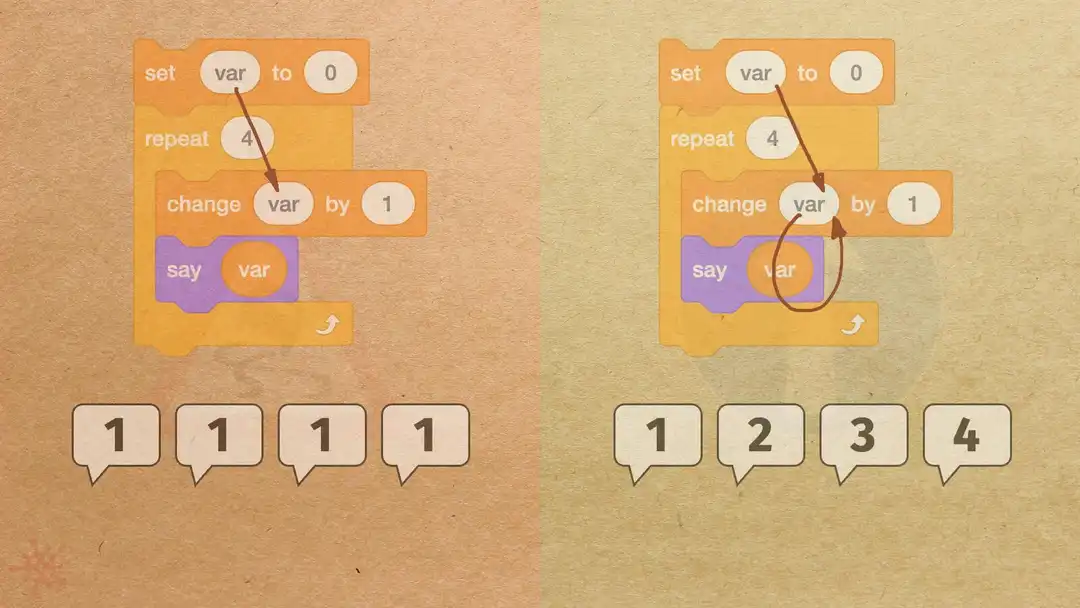 set var to 0
repeat 4
change var by 1
say var
1 1 1 1
set var to 0
repeat 4
change var by 1
say var
1 2 3 4